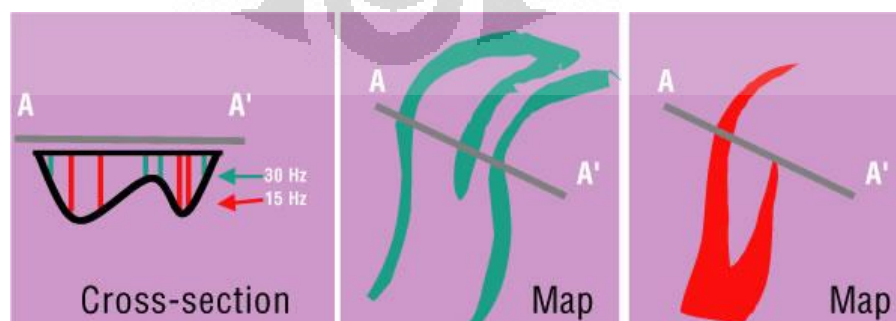 A A'
30 Hz
15 Hz
Cross-section
A
A'
Map
A
A'
Map